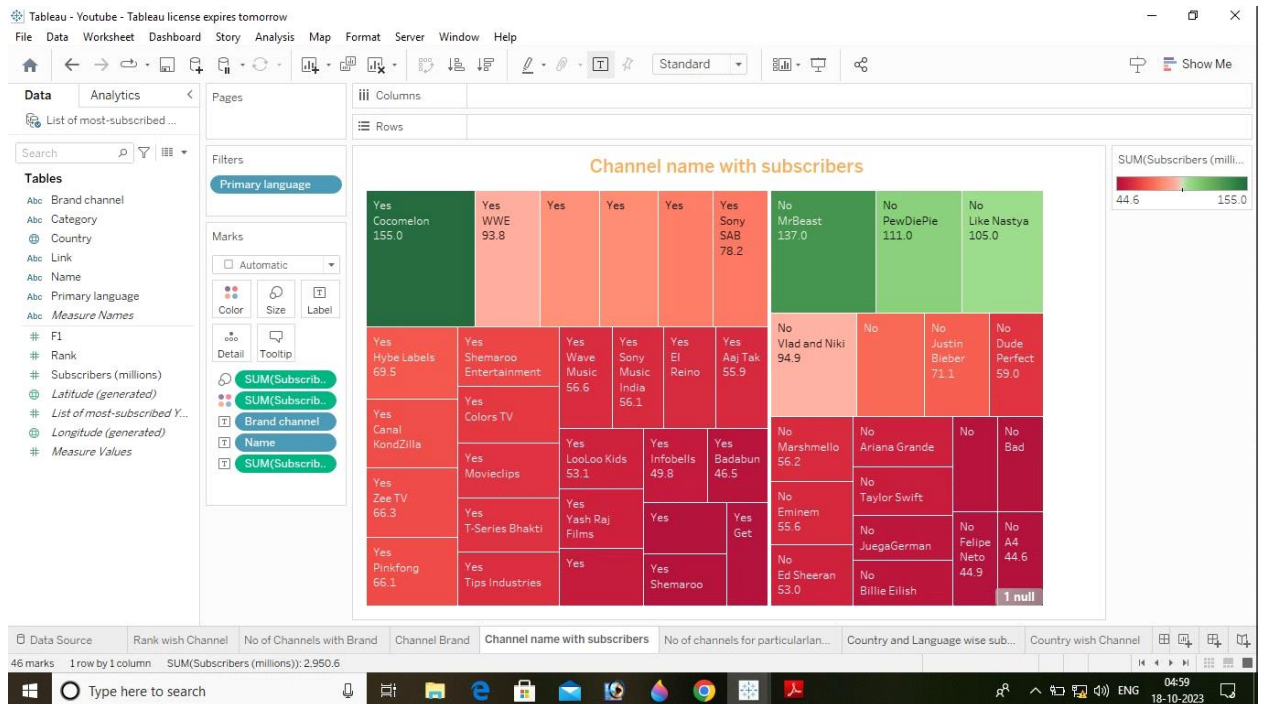 Tableau - Youtube - Tableau license expires tomorrow
File Data Worksheet Dashboard Story Analysis Map Format Server Window Help
Standard
Show Me
Data Analytics
List of most-subscribed ...
Search
Tables
Abc Brand channel
Abc Category
Country
Abc Link
Abc Name
Abc Primary language
Abc Measure Names
# F1
# Rank
# Subscribers (millions)
Latitude (generated)
# List of most-subscribed Y...
Longitude (generated)
# Measure Values
Pages
Filters
Primary language
Marks
Automatic
Color Size Label
Detail Tooltip
SUM(Subscrib..
SUM(Subscrib..
Brand channel
Name
SUM(Subscrib..
Columns
Rows
Channel name with subscribers
Yes
Cocomelon
155.0
Yes
WWE
93.8
Yes
Yes
Yes
Yes
Sony
SAB
78.2
Yes
Hybe Labels
69.5
Yes
Canal
KondZilla
Yes
Zee TV
66.3
Yes
Pinkfong
66.1
Yes
Shemaroo
Entertainment
Yes
Colors TV
Yes
Movieclips
Yes
T-Series Bhakti
Yes
Tips Industries
Yes
Wave
Music
56.6
Yes
Sony
Music
India
56.1
Yes
El
Reino
Yes
Aaj Tak
55.9
Yes
LooLoo Kids
53.1
Yes
Infobells
49.8
Yes
Badabun
46.5
Yes
Yash Raj
Films
Yes
Yes
Yes
Shemaroo
Yes
Get
No
MrBeast
137.0
No
PewDiePie
111.0
No
Like Nastya
105.0
No
Vlad and Niki
94.9
No
No
Justin
Bieber
71.1
No
Dude
Perfect
59.0
No
Marshmello
56.2
No
Eminem
55.6
No
Ed Sheeran
53.0
No
Ariana Grande
No
Taylor Swift
No
JuegaGerman
No
Billie Eilish
No
No
Bad
No
Felipe
Neto
44.9
No
A4
44.6
1 null
SUM(Subscribers (milli...
44.6 155.0
Data Source Rank wish Channel No of Channels with Brand Channel Brand Channel name with subscribers No of channels for particularlan... Country and Language wise sub... Country wish Channel
46 marks 1 row by 1 column SUM(Subscribers (millions)): 2,950.6
Type here to search
ENG
04:59
18-10-2023